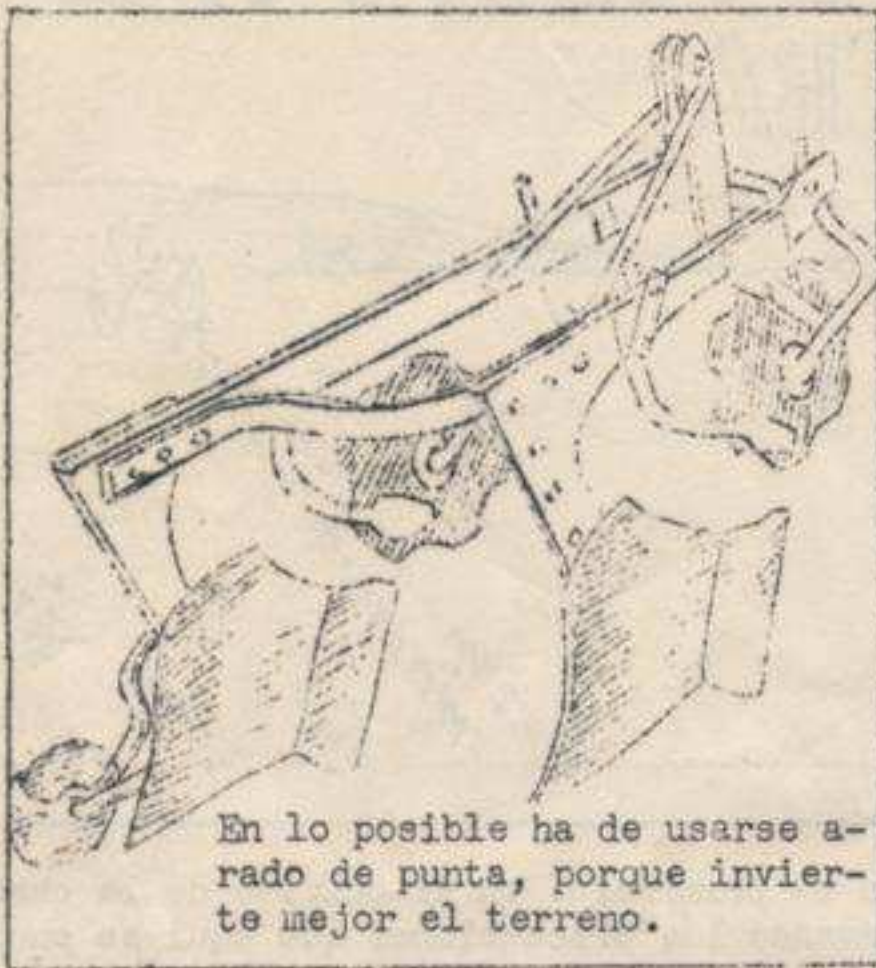 En lo posible ha de usarse a-
rado de punta, porque invier-
te mejor el terreno.